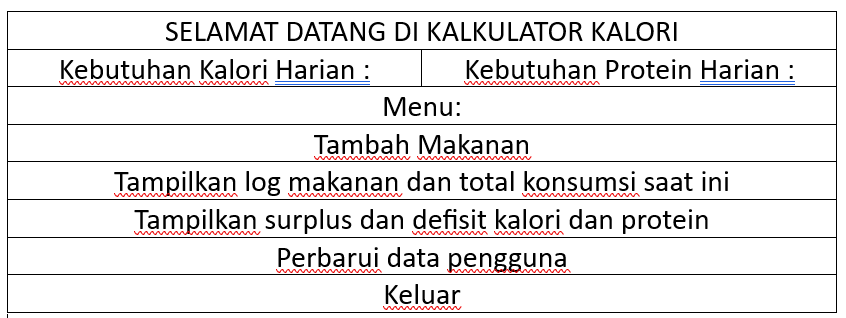 SELAMAT DATANG DI KALKULATOR KALORI
Kebutuhan Kalori Harian : Kebutuhan Protein Harian :
Menu:
Tambah Makanan
Tampilkan log makanan dan total konsumsi saat ini
Tampilkan surplus dan defisit kalori dan protein
Perbarui data pengguna
Keluar